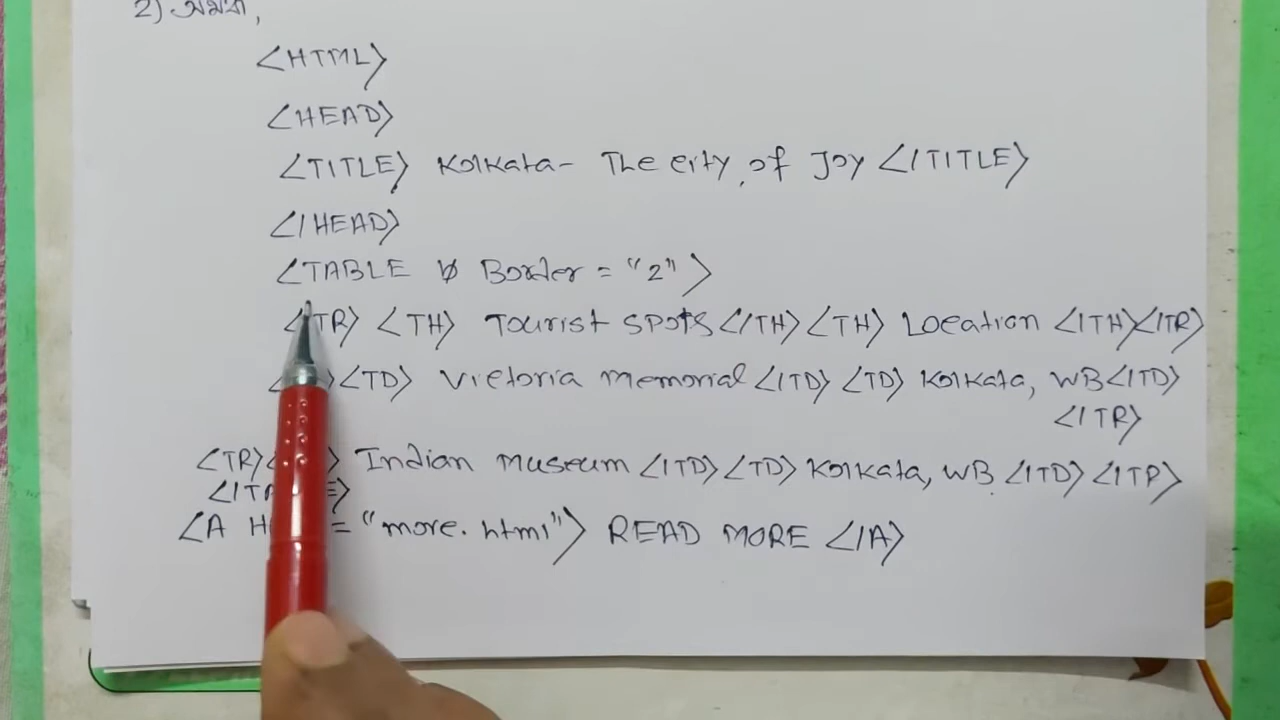 2)
<HTML>
<HEAD>
<TITLE> Kolkata- The city of Joy </TITLE>
</HEAD>
<TABLE Border = "2">
<TR> <TH> Tourist spots </TH> <TH> Location </TH></TR>
<TD> Victoria memorial </TD> <TD> Kolkata, WB </TD>
</TR>
<TR> Indian museum </TD> <TD> Kolkata, WB </TD> </TR>
<A = "more.html"> READ MORE </A>